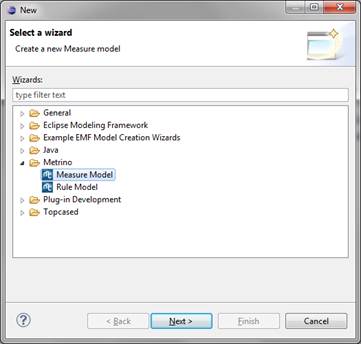 New
Select a wizard
Create a new Measure model
Wizards:
type filter text
General
Eclipse Modeling Framework
Example EMF Model Creation Wizards
Java
Metrino
Measure Model
Rule Model
Plug-in Development
Topcased
?
< Back
Next >
Finish
Cancel